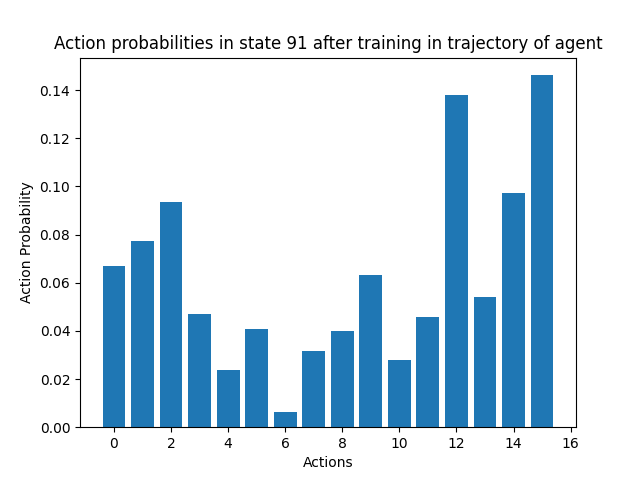 Action probabilities in state 91 after training in trajectory of agent
0.14
0.12
0.10
0.08
0.06
0.04
0.02
0.00
Action Probability
0 2 4 6 8 10 12 14 16
Actions